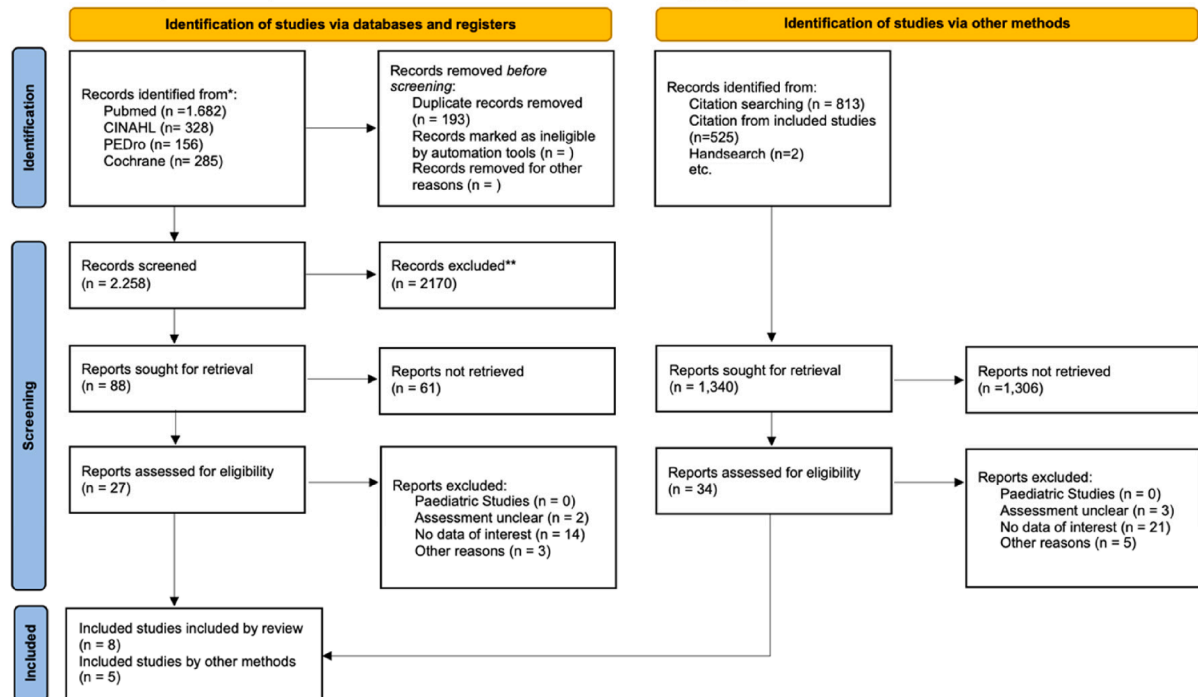 Identification of studies via databases and registers
Identification of studies via other methods
Identification
Records identified from*:
Pubmed (n =1.682)
CINAHL (n= 328)
PEDro (n= 156)
Cochrane (n= 285)
Records removed before
screening:
Duplicate records removed
(n = 193)
Records marked as ineligible
by automation tools (n = )
Records removed for other
reasons (n = )
Records identified from:
Citation searching (n = 813)
Citation from included studies
(n=525)
Handsearch (n=2)
etc.
Screening
Records screened
(n = 2.258)
Records excluded**
(n = 2170)
Reports sought for retrieval
(n = 88)
Reports not retrieved
(n = 61)
Reports sought for retrieval
(n = 1,340)
Reports not retrieved
(n =1,306)
Reports assessed for eligibility
(n = 27)
Reports excluded:
Paediatric Studies (n = 0)
Assessment unclear (n = 2)
No data of interest (n = 14)
Other reasons (n = 3)
Reports assessed for eligibility
(n = 34)
Reports excluded:
Paediatric Studies (n = 0)
Assessment unclear (n = 3)
No data of interest (n = 21)
Other reasons (n = 5)
Included
Included studies included by review
(n = 8)
Included studies by other methods
(n = 5)